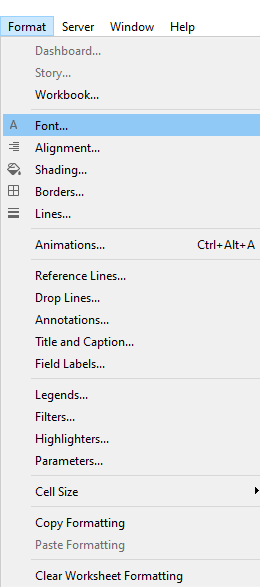 Format Server Window Help
Dashboard...
Story...
Workbook...
A Font...
Alignment...
Shading...
Borders...
Lines...
Animations... Ctrl+Alt+A
Reference Lines...
Drop Lines...
Annotations...
Title and Caption...
Field Labels...
Legends...
Filters...
Highlighters...
Parameters...
Cell Size
Copy Formatting
Paste Formatting
Clear Worksheet Formatting